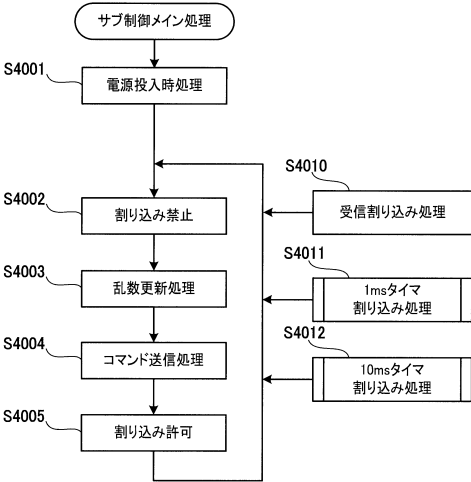 サブ制御メイン処理
S4001
電源投入時処理
S4002
割り込み禁止
S4003
乱数更新処理
S4004
コマンド送信処理
S4005
割り込み許可
S4010
受信割り込み処理
S4011
1msタイマ
割り込み処理
S4012
10msタイマ
割り込み処理